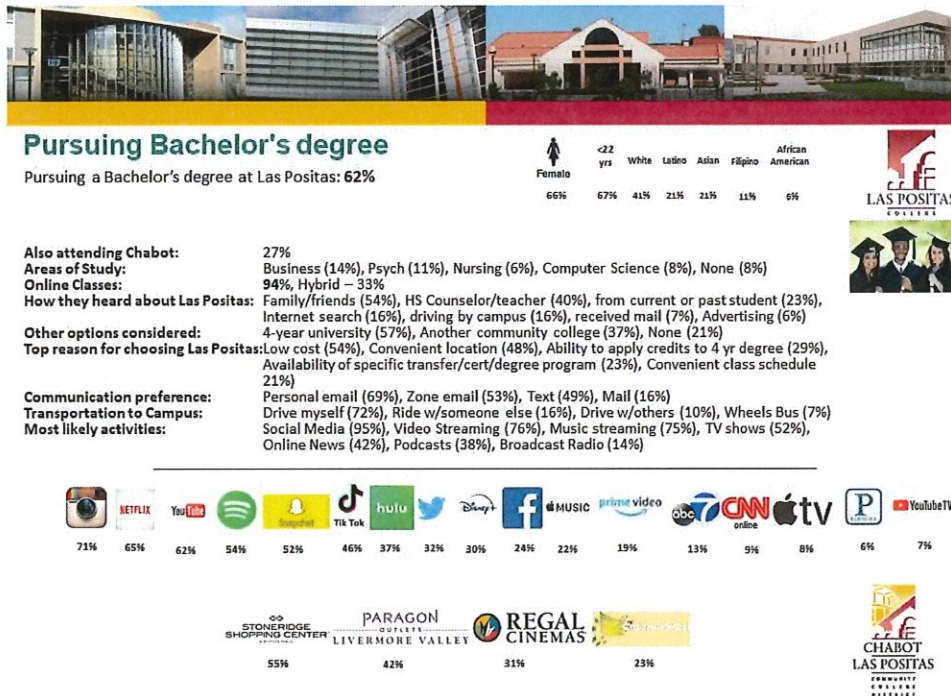 Pursuing Bachelor's degree
Pursuing a Bachelor's degree at Las Positas: 62%
Female
<22 yrs
White
Latino
Asian
Filipino
African American
66%
67%
41%
21%
21%
11%
6%
LAS POSITAS
COLLEGE
Also attending Chabot: 27%
Areas of Study: Business (14%), Psych (11%), Nursing (6%), Computer Science (8%), None (8%)
Online Classes: 94%, Hybrid – 33%
How they heard about Las Positas: Family/friends (54%), HS Counselor/teacher (40%), from current or past student (23%),
Internet search (16%), driving by campus (16%), received mail (7%), Advertising (6%)
Other options considered: 4-year university (57%), Another community college (37%), None (21%)
Top reason for choosing Las Positas: Low cost (54%), Convenient location (48%), Ability to apply credits to 4 yr degree (29%),
Availability of specific transfer/cert/degree program (23%), Convenient class schedule
21%)
Communication preference: Personal email (69%), Zone email (53%), Text (49%), Mail (16%)
Transportation to Campus: Drive myself (72%), Ride w/someone else (16%), Drive w/others (10%), Wheels Bus (7%)
Most likely activities: Social Media (95%), Video Streaming (76%), Music streaming (75%), TV shows (52%),
Online News (42%), Podcasts (38%), Broadcast Radio (14%)
NETFLIX
YouTube
Snapchat
Tik Tok
hulu
Disney+
MUSIC
prime video
abc 7
CNN
online
tv
P
YouTube TV
71%
65%
62%
54%
52%
46%
37%
32%
30%
24%
22%
19%
13%
9%
8%
6%
7%
STONERIDGE
SHOPPING CENTER
PARAGON
OUTLETS
LIVERMORE VALLEY
REGAL
CINEMAS
55%
42%
31%
23%
CHABOT
LAS POSITAS
COMMUNITY
COLLEGE
DISTRICT